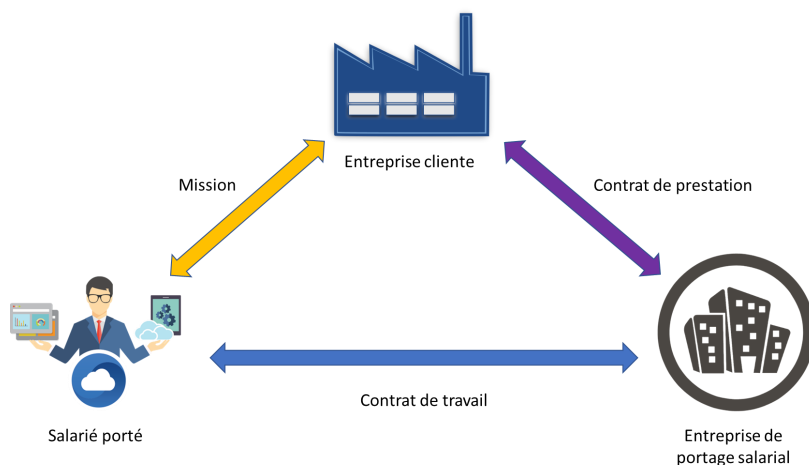 Entreprise cliente
Mission
Contrat de prestation
Contrat de travail
Salarié porté
Entreprise de
portage salarial